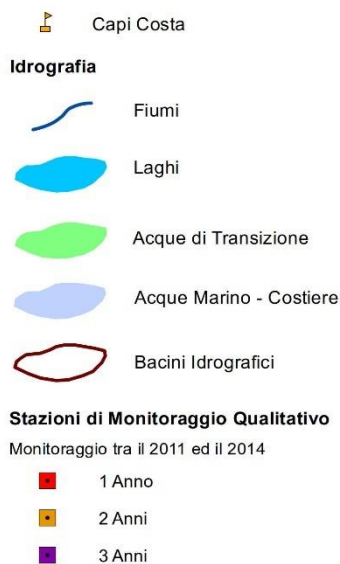 Capi Costa
Idrografia
Fiumi
Laghi
Acque di Transizione
Acque Marino - Costiere
Bacini Idrografici
Stazioni di Monitoraggio Qualitativo
Monitoraggio tra il 2011 ed il 2014
1 Anno
2 Anni
3 Anni